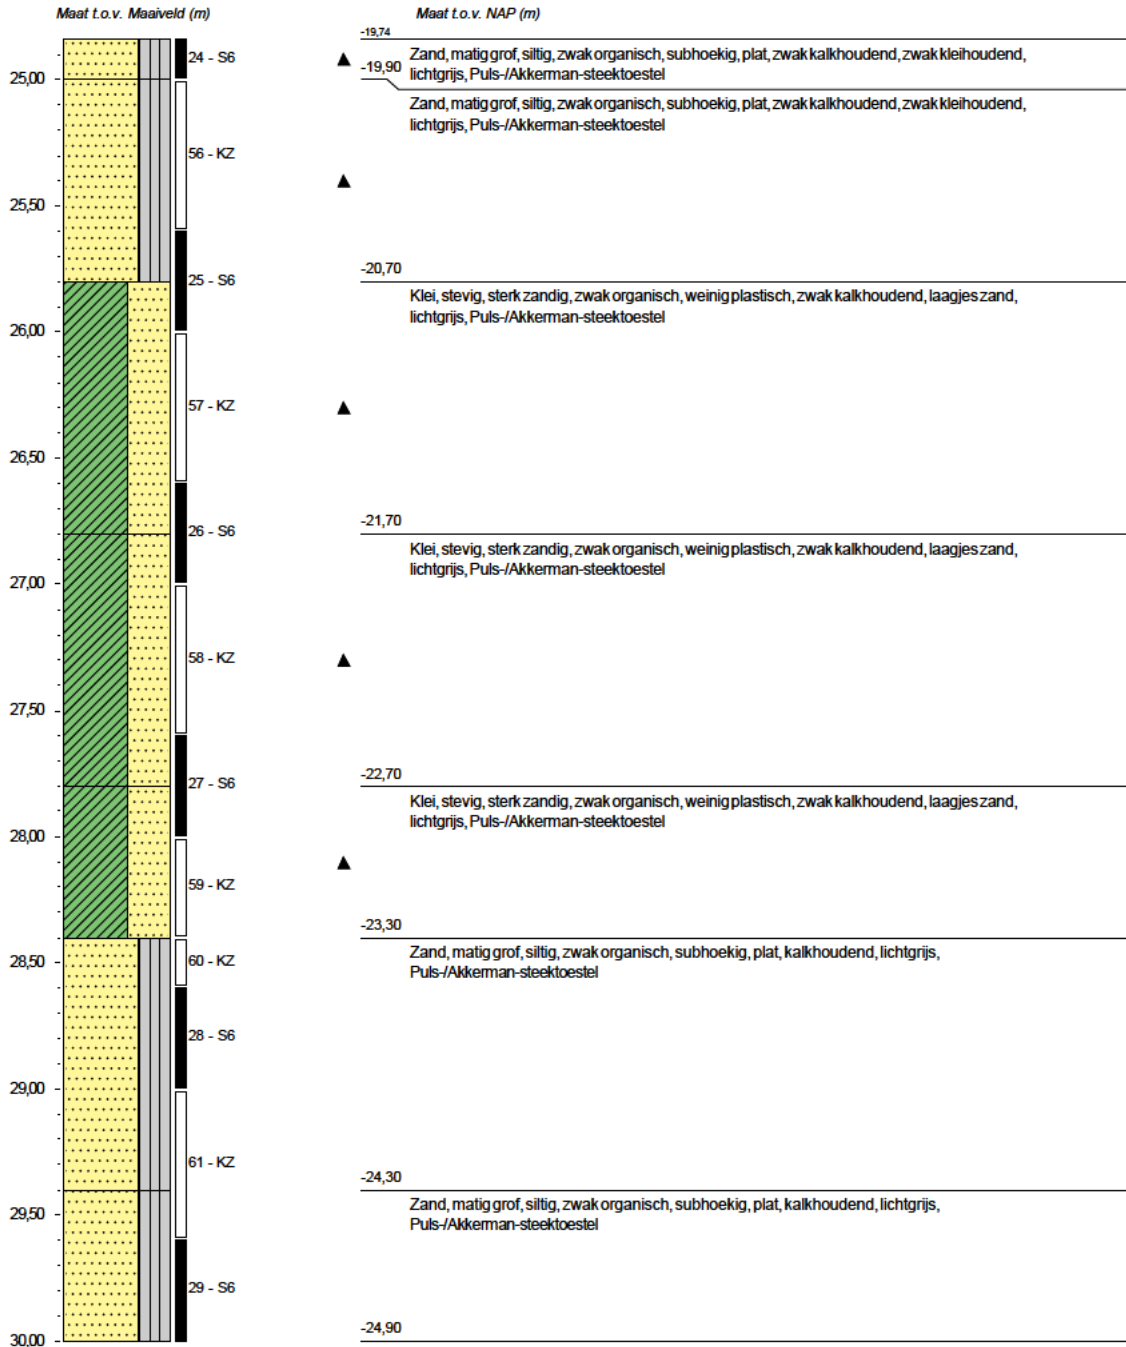 Maat t.o.v. Maaiveld (m)
Maat t.o.v. NAP (m)
-19,74
24 - S6
Zand, matig grof, siltig, zwak organisch, subhoekig, plat, zwak kalkhoudend, zwak kleihoudend,
lichtgrijs, Puls-/Akkerman-steektoestel
25,00
-19,90
Zand, matig grof, siltig, zwak organisch, subhoekig, plat, zwak kalkhoudend, zwak kleihoudend,
lichtgrijs, Puls-/Akkerman-steektoestel
56 - KZ
25,50
-20,70
25 - S6
Klei, stevig, sterk zandig, zwak organisch, weinig plastisch, zwak kalkhoudend, laagjes zand,
lichtgrijs, Puls-/Akkerman-steektoestel
26,00
57 - KZ
26,50
-21,70
26 - S6
Klei, stevig, sterk zandig, zwak organisch, weinig plastisch, zwak kalkhoudend, laagjes zand,
lichtgrijs, Puls-/Akkerman-steektoestel
27,00
58 - KZ
27,50
-22,70
27 - S6
Klei, stevig, sterk zandig, zwak organisch, weinig plastisch, zwak kalkhoudend, laagjes zand,
lichtgrijs, Puls-/Akkerman-steektoestel
28,00
59 - KZ
-23,30
Zand, matig grof, siltig, zwak organisch, subhoekig, plat, kalkhoudend, lichtgrijs,
Puls-/Akkerman-steektoestel
28,50
60 - KZ
28 - S6
29,00
61 - KZ
-24,30
Zand, matig grof, siltig, zwak organisch, subhoekig, plat, kalkhoudend, lichtgrijs,
Puls-/Akkerman-steektoestel
29,50
29 - S6
-24,90
30,00